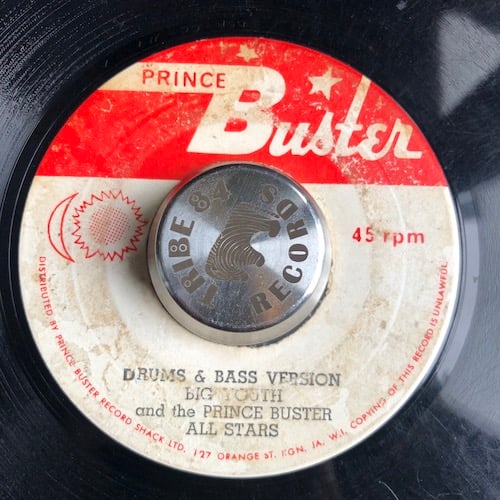 PRINCE
Buster
TRIBE 84 RECORDS
45 rpm
DRUMS & BASS VERSION
BIG YOUTH
and the PRINCE BUSTER
ALL STARS
DISTRIBUTED BY PRINCE BUSTER RECORD SHACK LTD, 127 ORANGE ST. KGN, JA, W.I. COPYING OF THIS RECORD IS UNLAWFUL